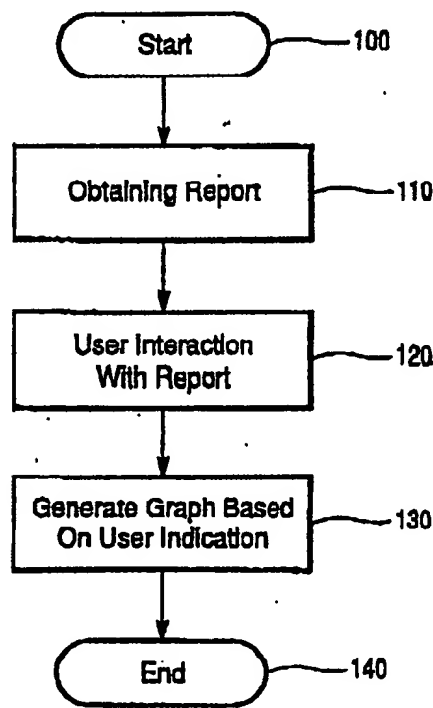 Start
100
Obtaining Report
110
User Interaction
With Report
120
Generate Graph Based
On User Indication
130
End
140